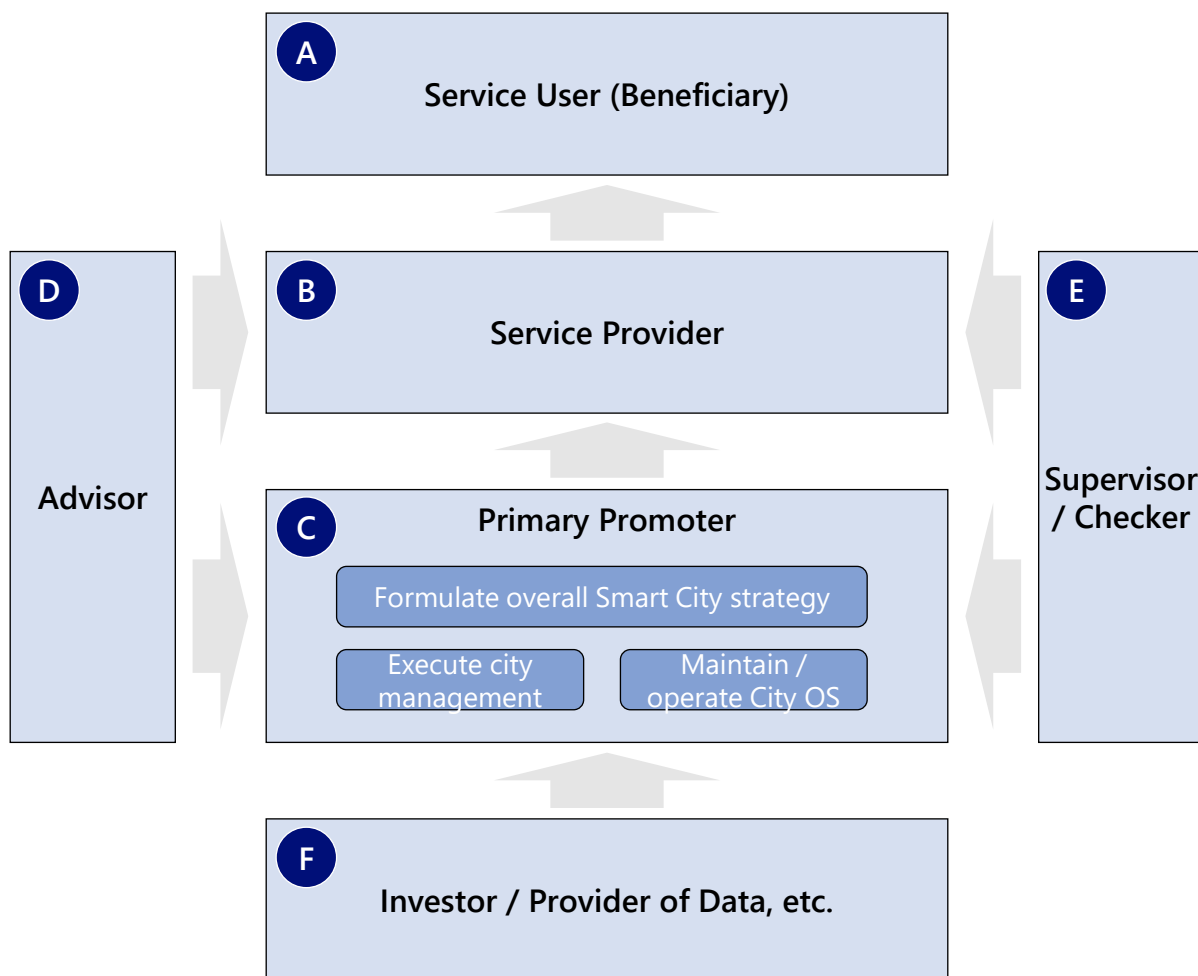 A
Service User (Beneficiary)
D
B
Service Provider
E
Advisor
Supervisor
/ Checker
C
Primary Promoter
Formulate overall Smart City strategy
Execute city
management
Maintain /
operate City OS
F
Investor / Provider of Data, etc.